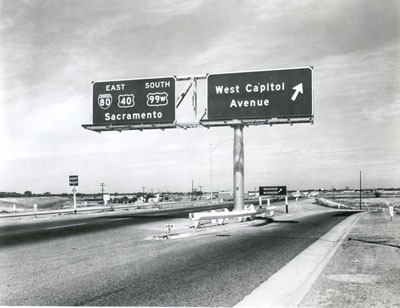 EAST SOUTH
80 40 99W
Sacramento
West Capitol
Avenue